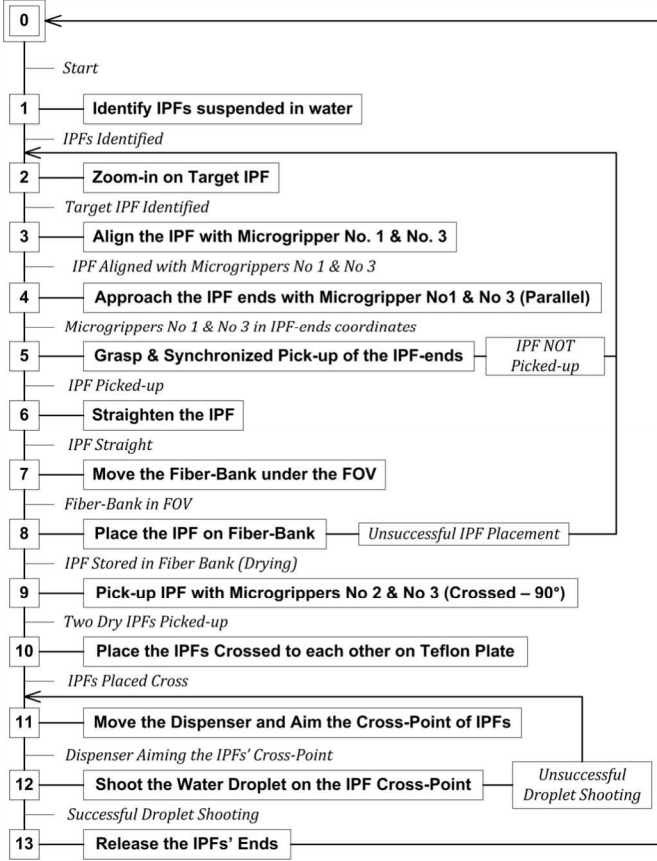 0
Start
1 Identify IPFs suspended in water
IPFs Identified
2 Zoom-in on Target IPF
Target IPF Identified
3 Align the IPF with Microgripper No. 1 & No. 3
IPF Aligned with Microgrippers No 1 & No 3
4 Approach the IPF ends with Microgripper No1 & No 3 (Parallel)
Microgrippers No 1 & No 3 in IPF-ends coordinates
5 Grasp & Synchronized Pick-up of the IPF-ends
IPF NOT
Picked-up
IPF Picked-up
6 Straighten the IPF
IPF Straight
7 Move the Fiber-Bank under the FOV
Fiber-Bank in FOV
8 Place the IPF on Fiber-Bank Unsuccessful IPF Placement
IPF Stored in Fiber Bank (Drying)
9 Pick-up IPF with Microgrippers No 2 & No 3 (Crossed – 90°)
Two Dry IPFs Picked-up
10 Place the IPFs Crossed to each other on Teflon Plate
IPFs Placed Cross
11 Move the Dispenser and Aim the Cross-Point of IPFs
Dispenser Aiming the IPFs' Cross-Point
12 Shoot the Water Droplet on the IPF Cross-Point
Unsuccessful
Droplet Shooting
Successful Droplet Shooting
13 Release the IPFs' Ends